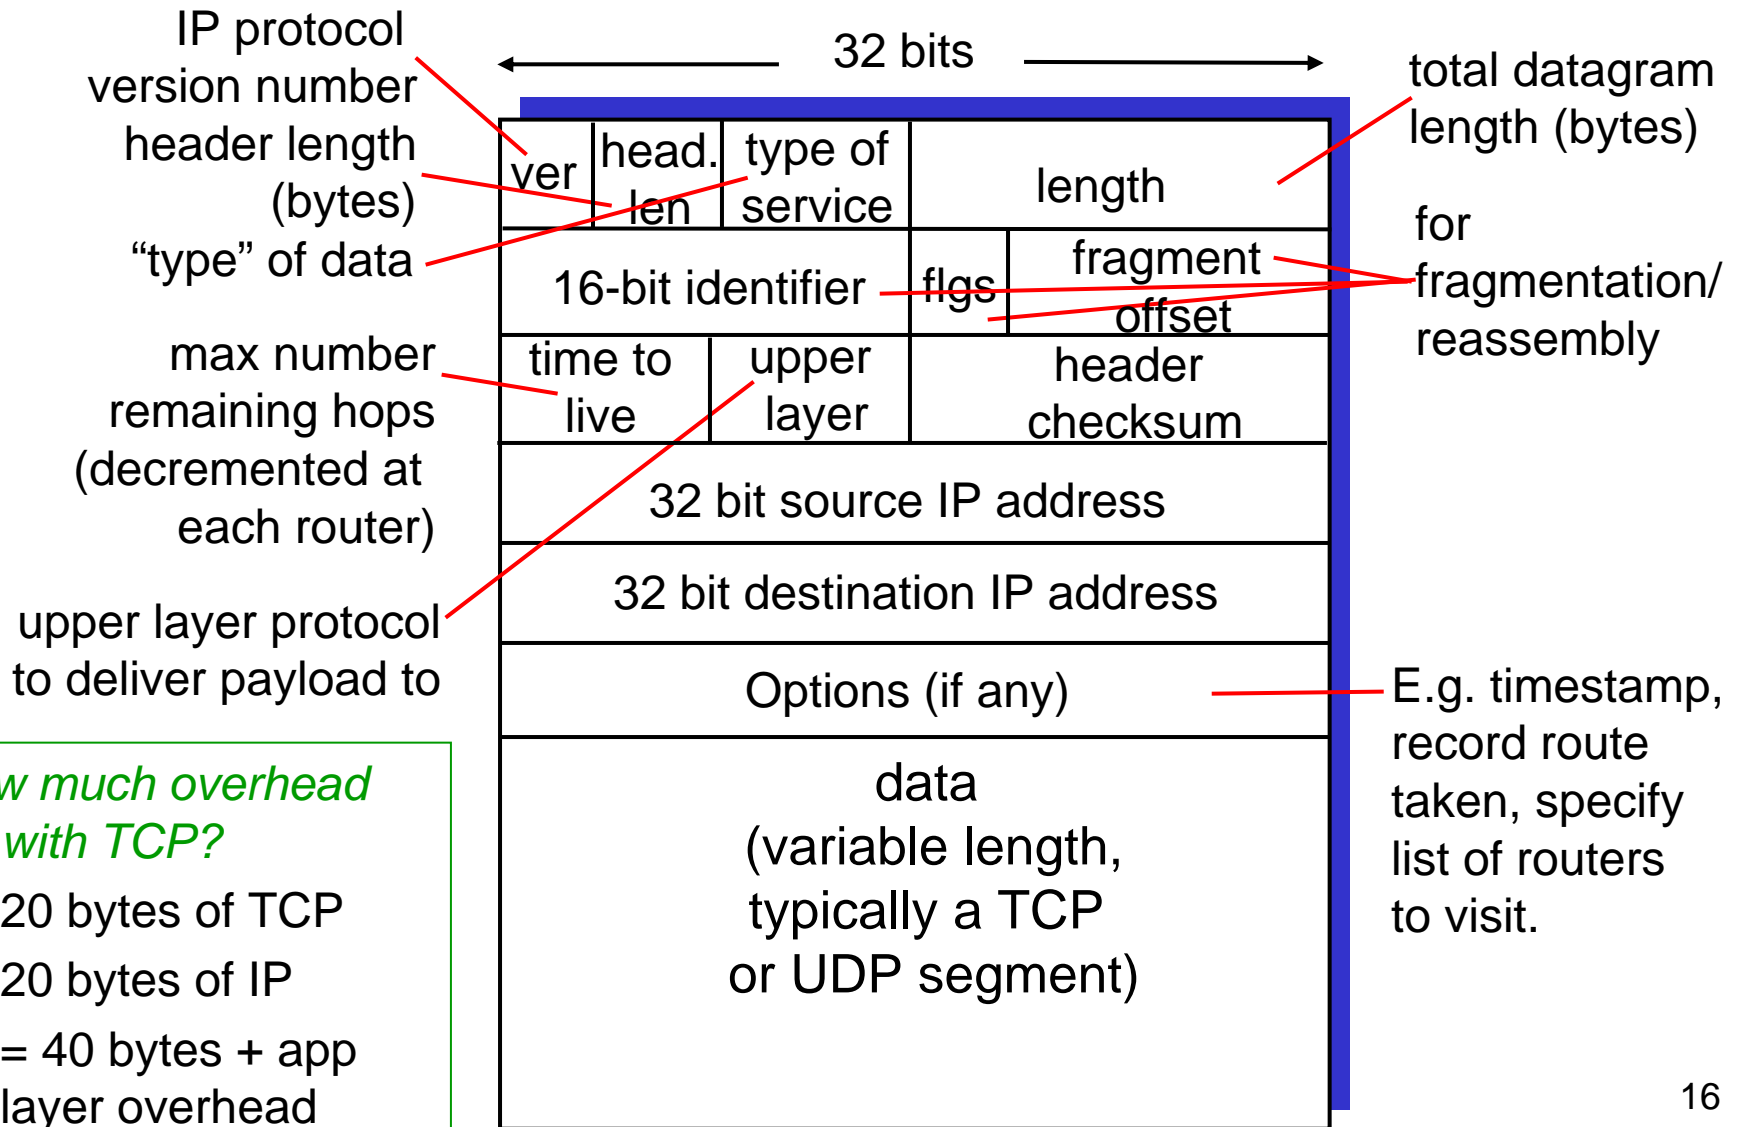 IP protocol
version number
header length
(bytes)
“type” of data
max number
remaining hops
(decremented at
each router)
upper layer protocol
to deliver payload to
32 bits
ver
head.
len
type of
service
length
16-bit identifier
flgs
fragment
offset
time to
live
upper
layer
header
checksum
32 bit source IP address
32 bit destination IP address
Options (if any)
data
(variable length,
typically a TCP
or UDP segment)
total datagram
length (bytes)
for
fragmentation/
reassembly
E.g. timestamp,
record route
taken, specify
list of routers
to visit.
much overhead
with TCP?
20 bytes of TCP
20 bytes of IP
= 40 bytes + app
layer overhead
16